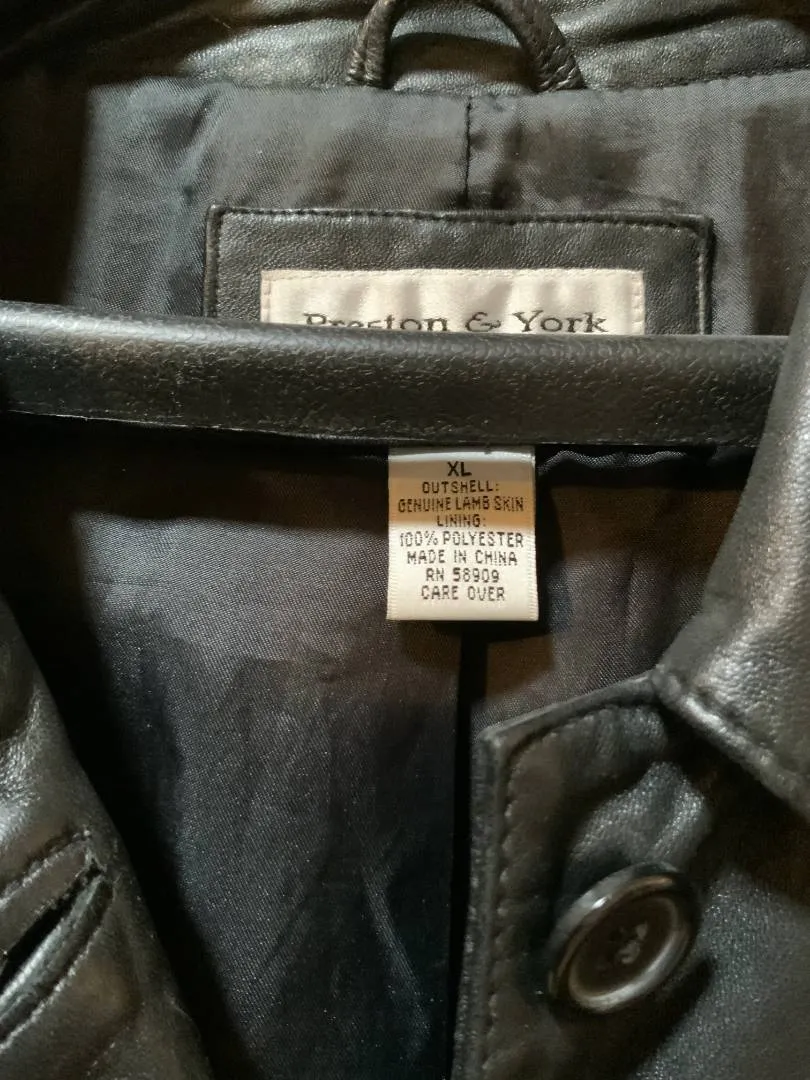 Preston & York
XL
OUTSHELL:
GENUINE LAMB SKIN
LINING:
100% POLYESTER
MADE IN CHINA
RN 58909
CARE OVER